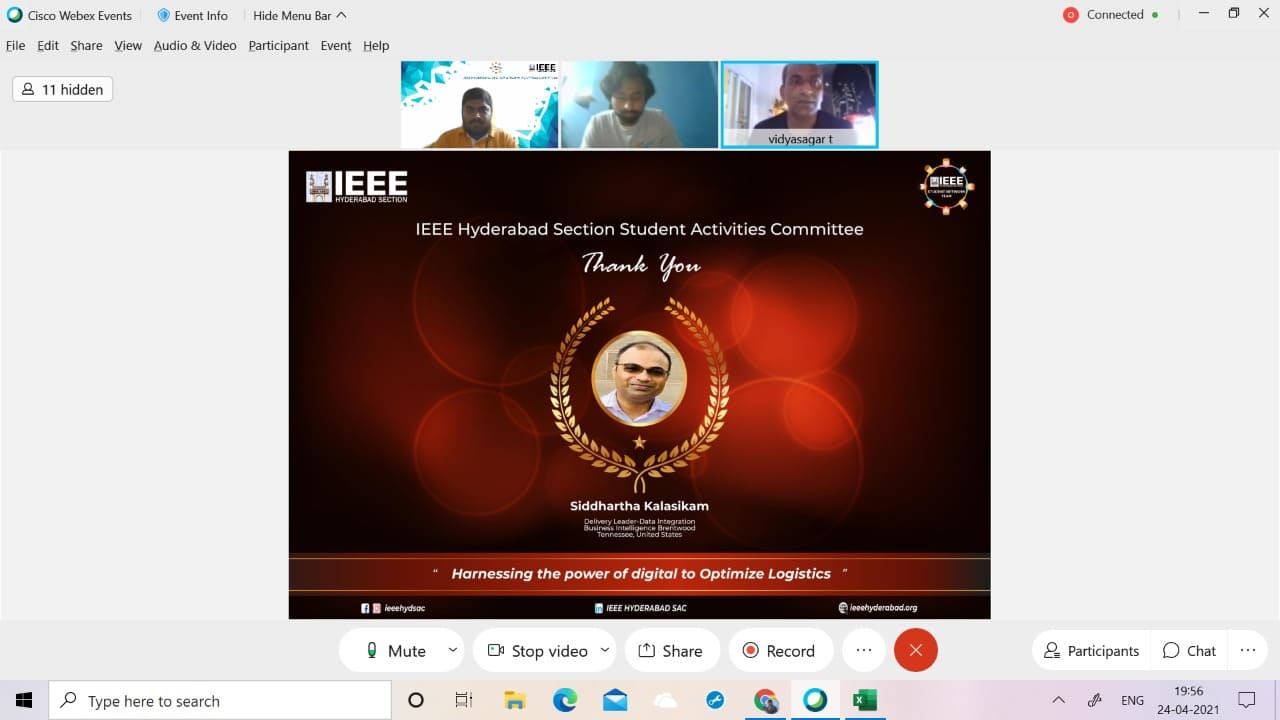 Cisco Webex Events
Event Info
Hide Menu Bar
Connected
File Edit Share View Audio & Video Participant Event Help
11 hidden
IEEE
vidyasagar t
IEEE
HYDERABAD SECTION
IEEE
STUDENT NETWORK
TEAM
IEEE Hyderabad Section Student Activities Committee
Thank You
Siddhartha Kalasikam
Delivery Leader-Data Integration
Business Intelligence Brentwood
Tennessee, United States
“ Harnessing the power of digital to Optimize Logistics ”
ieeehydsac
IEEE HYDERABAD SAC
ieeehyderabad.org
Mute
Stop video
Share
Record
Participants
Chat
Type here to search
ENG
19:56
24-04-2021